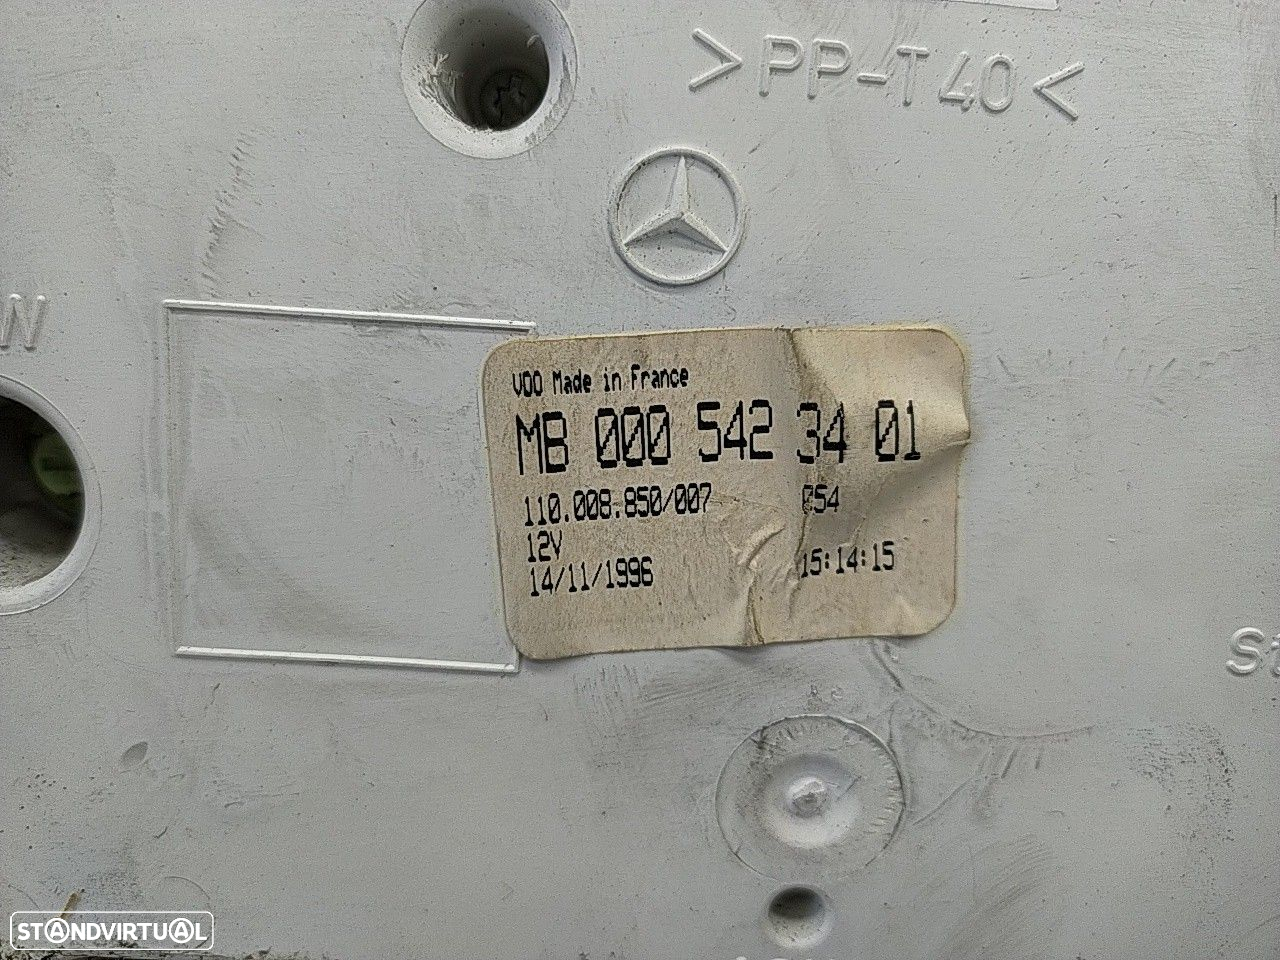 >PP-T40<
VDO Made in France
MB 000 542 34 01
110.008.850/007 054
12V
14/11/1996 15:14:15
STANDVIRTUAL